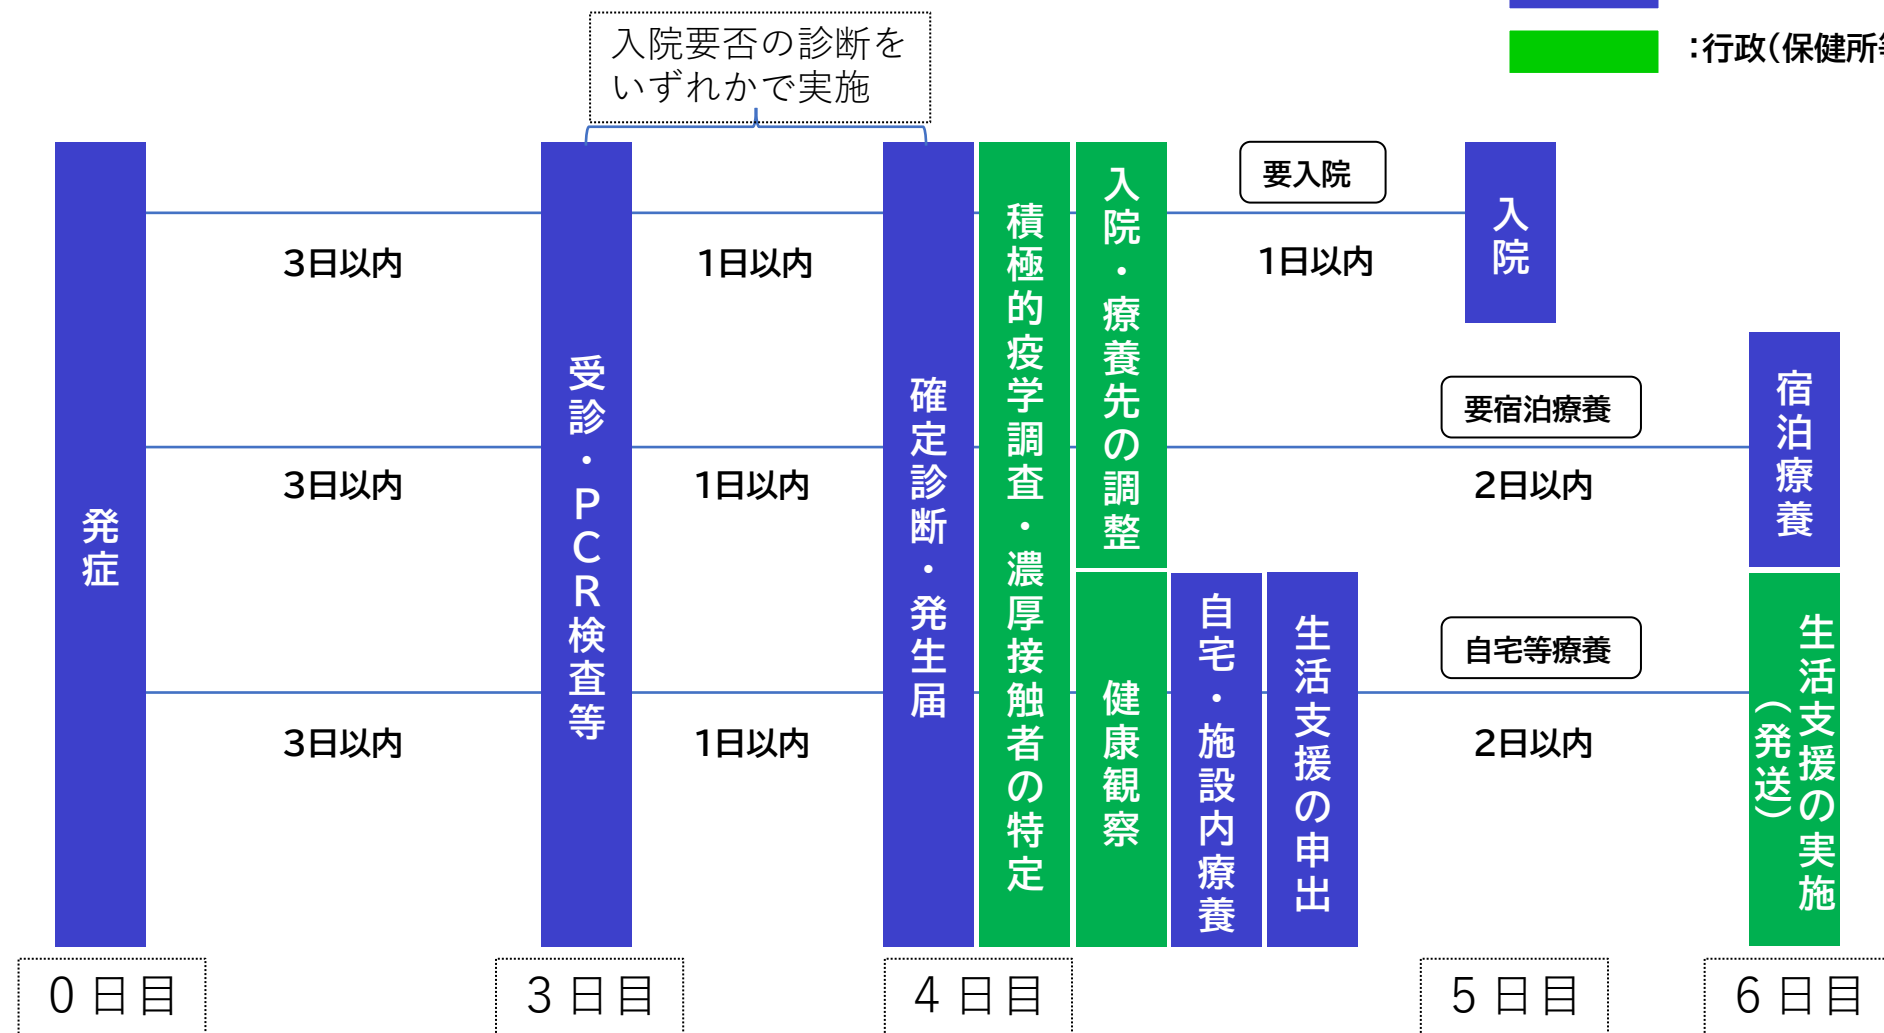 入院要否の診断を
いずれかで実施
:行政(保健所
発症
3日以内
3日以内
3日以内
受診・PCR検査等
1日以内
1日以内
1日以内
確定診断・発生届
積極的疫学調査・濃厚接触者の特定
入院・療養先の調整
健康観察
自宅・施設内療養
生活支援の申出
要入院
1日以内
入院
要宿泊療養
2日以内
宿泊療養
自宅等療養
2日以内
生活支援の実施
(発送)
0日目
3日目
4日目
5日目
6日目